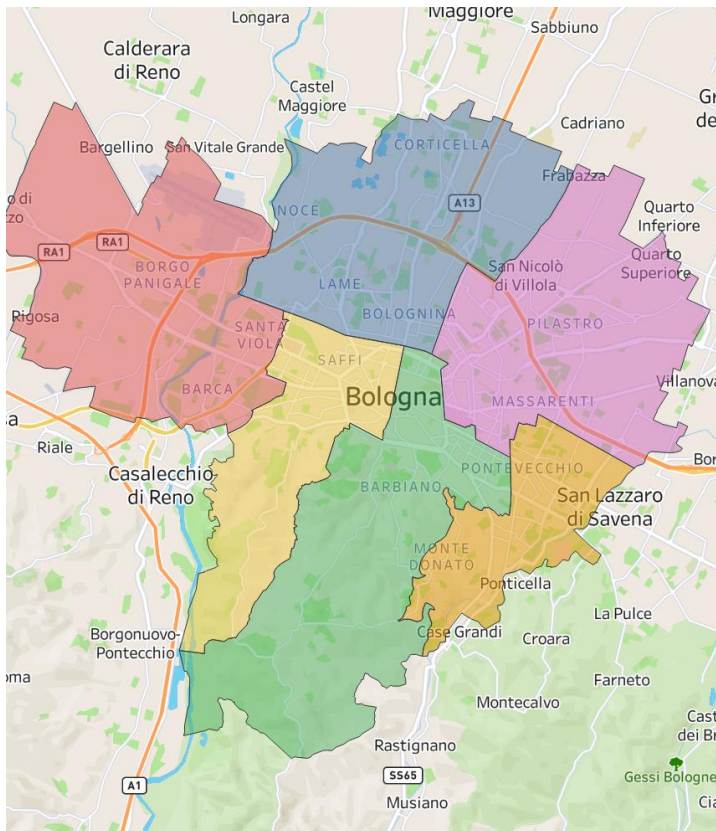 Longara
Maggiore
Sabbiuno
Calderara
di Reno
Castel
Maggiore
Gr
de
Cadriano
Bargellino
San Vitale Grande
CORTICELLA
Frabazza
o di
zzo
NOCE
A13
Quarto
Inferiore
RA1
RA1
BORGO
PANIGALE
San Nicolò
di Villola
Quarto
Superiore
LAME
Rigosa
SANTA
VIOLA
BOLOGNINA
PILASTRO
SAFFI
BARCA
Bologna
MASSARENTI
Villanova
a
Riale
Casalecchio
di Reno
BARBIANO
PONTEVECCHIO
Bor
San Lazzaro
di Savena
MONTE
DONATO
Ponticella
La Pulce
Borgonuovo-
Pontecchio
Case Grandi
Croara
oma
Farneto
Montecalvo
Cast
dei Br
Rastignano
A1
SS65
Gessi Bologne
Musiano
Cia